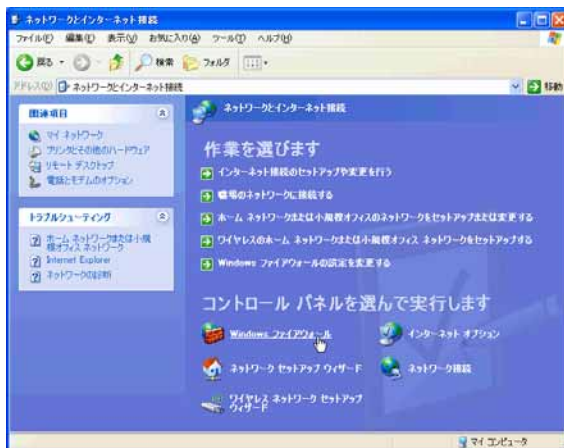 ネットワークとインターネット接続
ファイル(F) 編集(E) 表示(V) お気に入り(A) ツール(T) ヘルプ(H)
戻る 検索 フォルダ
アドレス(D) ネットワークとインターネット接続 移動
関連項目
マイ ネットワーク
プリンタとその他のハードウェア
リモート デスクトップ
電話とモデムのオプション
トラブルシューティング
ホーム ネットワークまたは小規
模オフィス ネットワーク
Internet Explorer
ネットワークの診断
ネットワークとインターネット接続
作業を選びます
インターネット接続のセットアップや変更を行う
職場のネットワークに接続する
ホーム ネットワークまたは小規模オフィスのネットワークをセットアップまたは変更する
ワイヤレスのホーム ネットワークまたは小規模オフィス ネットワークをセットアップする
Windows ファイアウォールの設定を変更する
コントロール パネルを選んで実行します
Windows ファイアウォール
インターネット オプション
ネットワーク セットアップ ウィザード
ネットワーク接続
ワイヤレス ネットワーク セットアップ
ウィザード
マイ コンピュータ